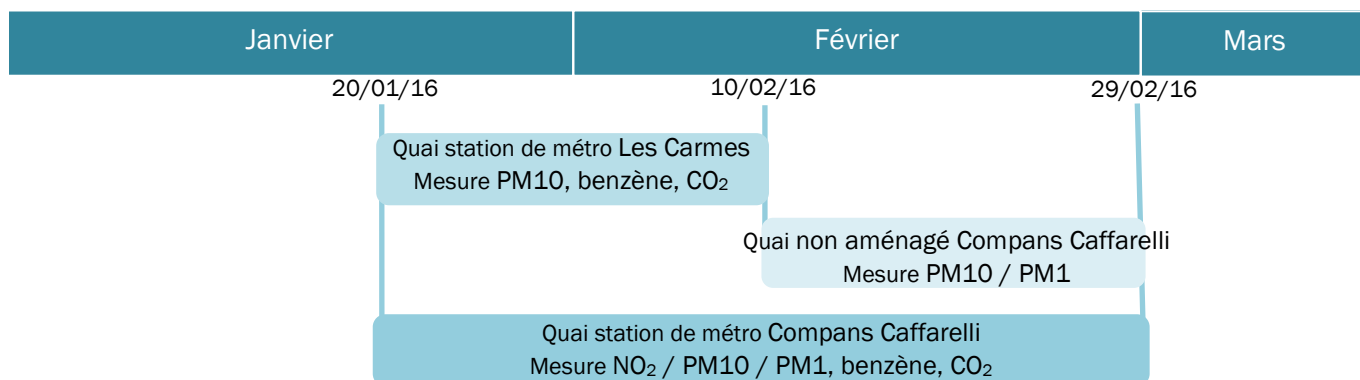 Janvier
Février
Mars
20/01/16
10/02/16
29/02/16
Quai station de métro Les Carmes
Mesure PM10, benzène, CO₂
Quai non aménagé Compans Caffarelli
Mesure PM10 / PM1
Quai station de métro Compans Caffarelli
Mesure NO₂ / PM10 / PM1, benzène, CO₂